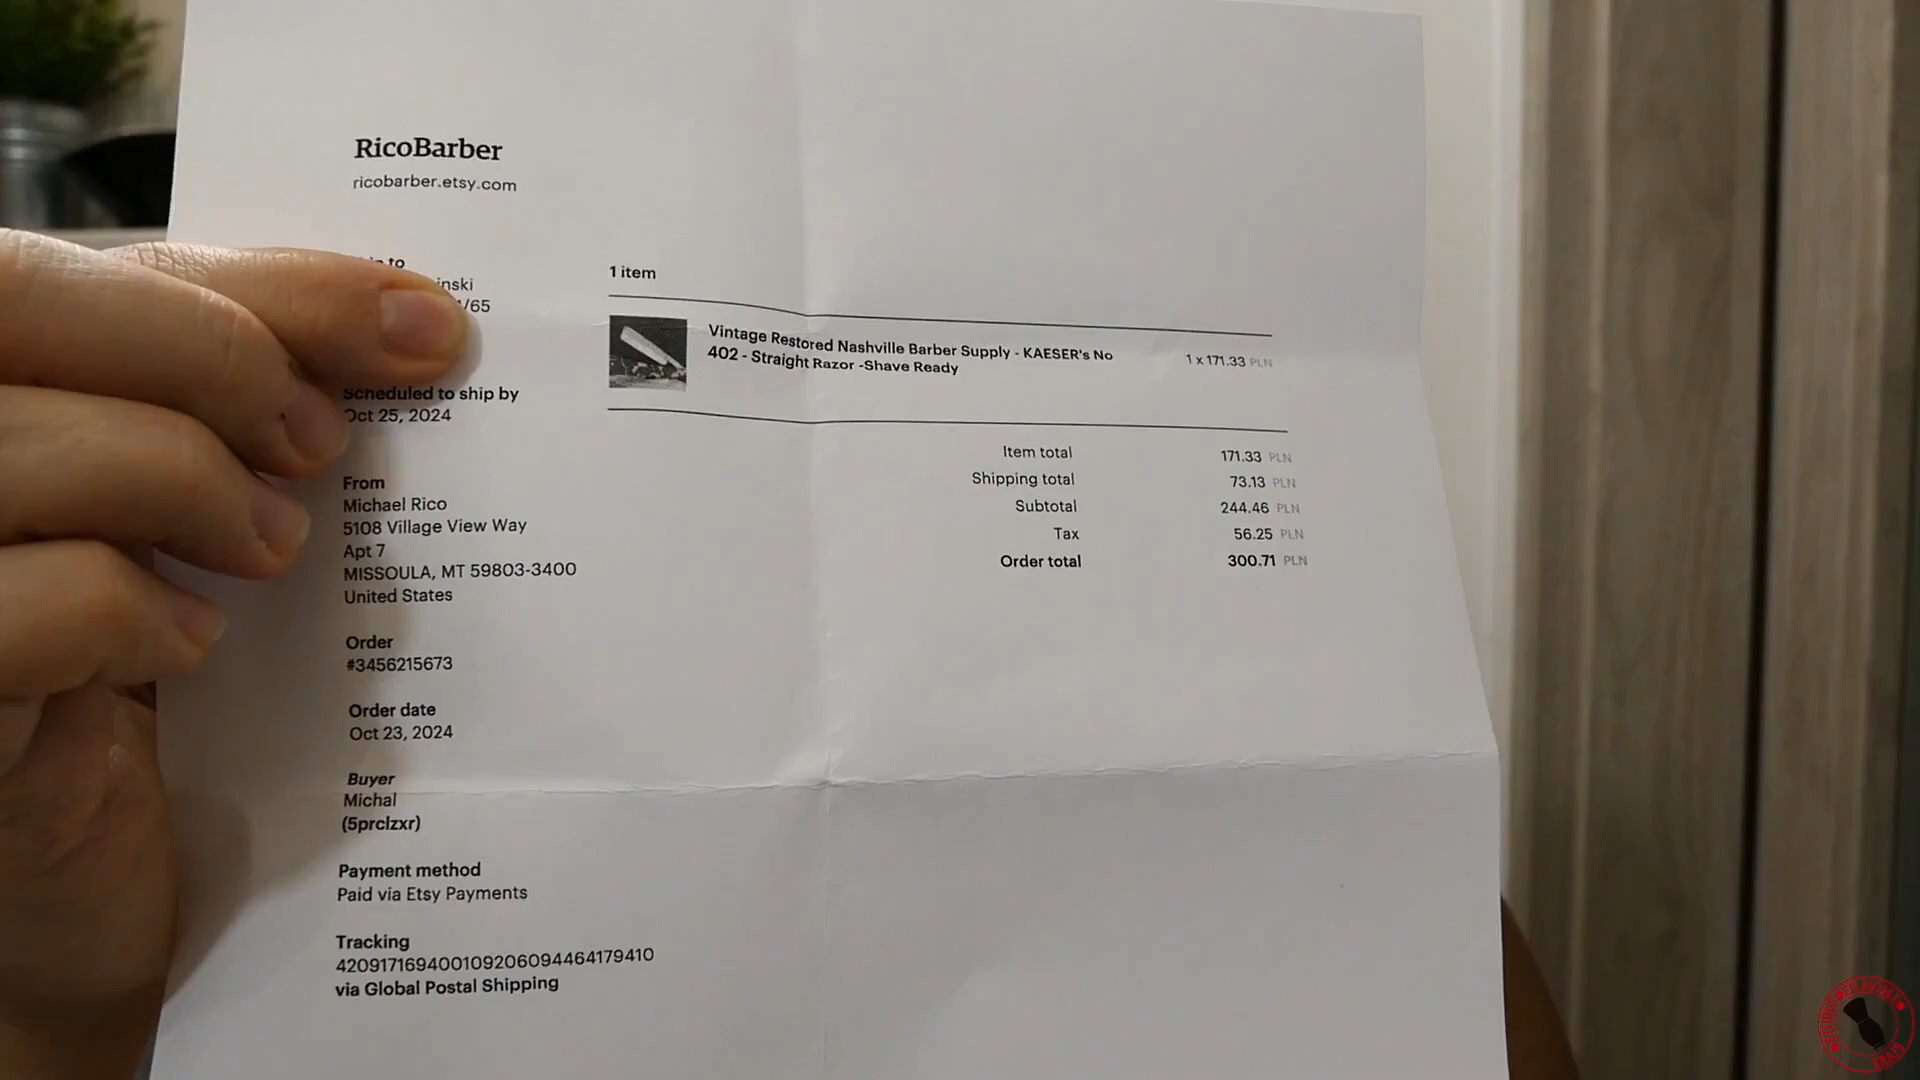 RicoBarber
ricobarber.etsy.com
to
inski
/65
Scheduled to ship by
Oct 25, 2024
From
Michael Rico
5108 Village View Way
Apt 7
MISSOULA, MT 59803-3400
United States
Order
#3456215673
Order date
Oct 23, 2024
Buyer
Michal
(5prclzxr)
Payment method
Paid via Etsy Payments
Tracking
420917169400109206094464179410
via Global Postal Shipping
1 item
Vintage Restored Nashville Barber Supply - KAESER's No
402 - Straight Razor -Shave Ready
1 x 171.33 PLN
Item total 171.33 PLN
Shipping total 73.13 PLN
Subtotal 244.46 PLN
Tax 56.25 PLN
Order total 300.71 PLN